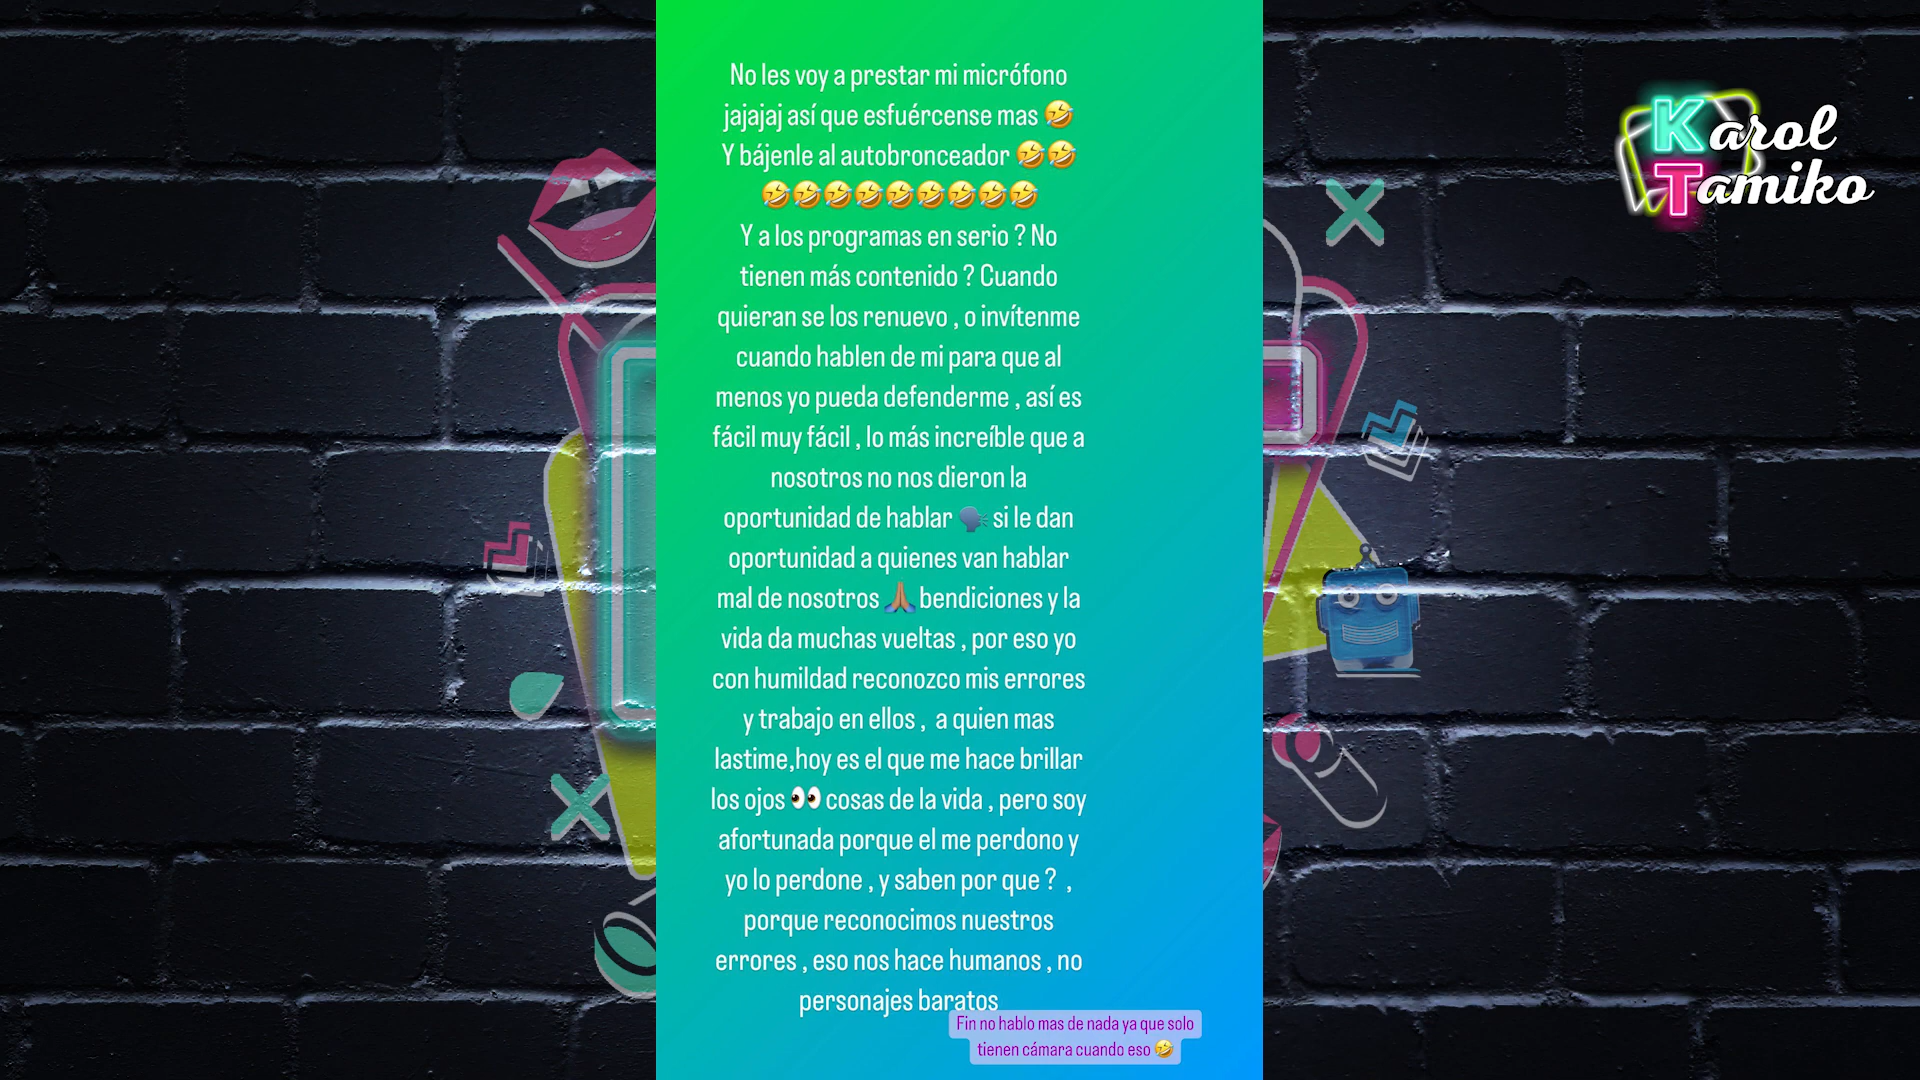 No les voy a prestar mi micrófono
jajajaj así que esfuércense mas 🤣
Y bájenle al autobronceador 🤣🤣
🤣🤣🤣🤣🤣🤣🤣🤣🤣
Y a los programas en serio ? No
tienen más contenido ? Cuando
quieran se los renuevo , o invítenme
cuando hablen de mi para que al
menos yo pueda defenderme , así es
fácil muy fácil , lo más increíble que a
nosotros no nos dieron la
oportunidad de hablar 🗣️ si le dan
oportunidad a quienes van hablar
mal de nosotros 🙏🏽 bendiciones y la
vida da muchas vueltas , por eso yo
con humildad reconozco mis errores
y trabajo en ellos , a quien mas
lastime,hoy es el que me hace brillar
los ojos 👀 cosas de la vida , pero soy
afortunada porque el me perdono y
yo lo perdone , y saben por que ? ,
porque reconocimos nuestros
errores , eso nos hace humanos , no
personajes baratos
Fin no hablo mas de nada ya que solo
tienen cámara cuando eso 🤣
Karol
Tamiko